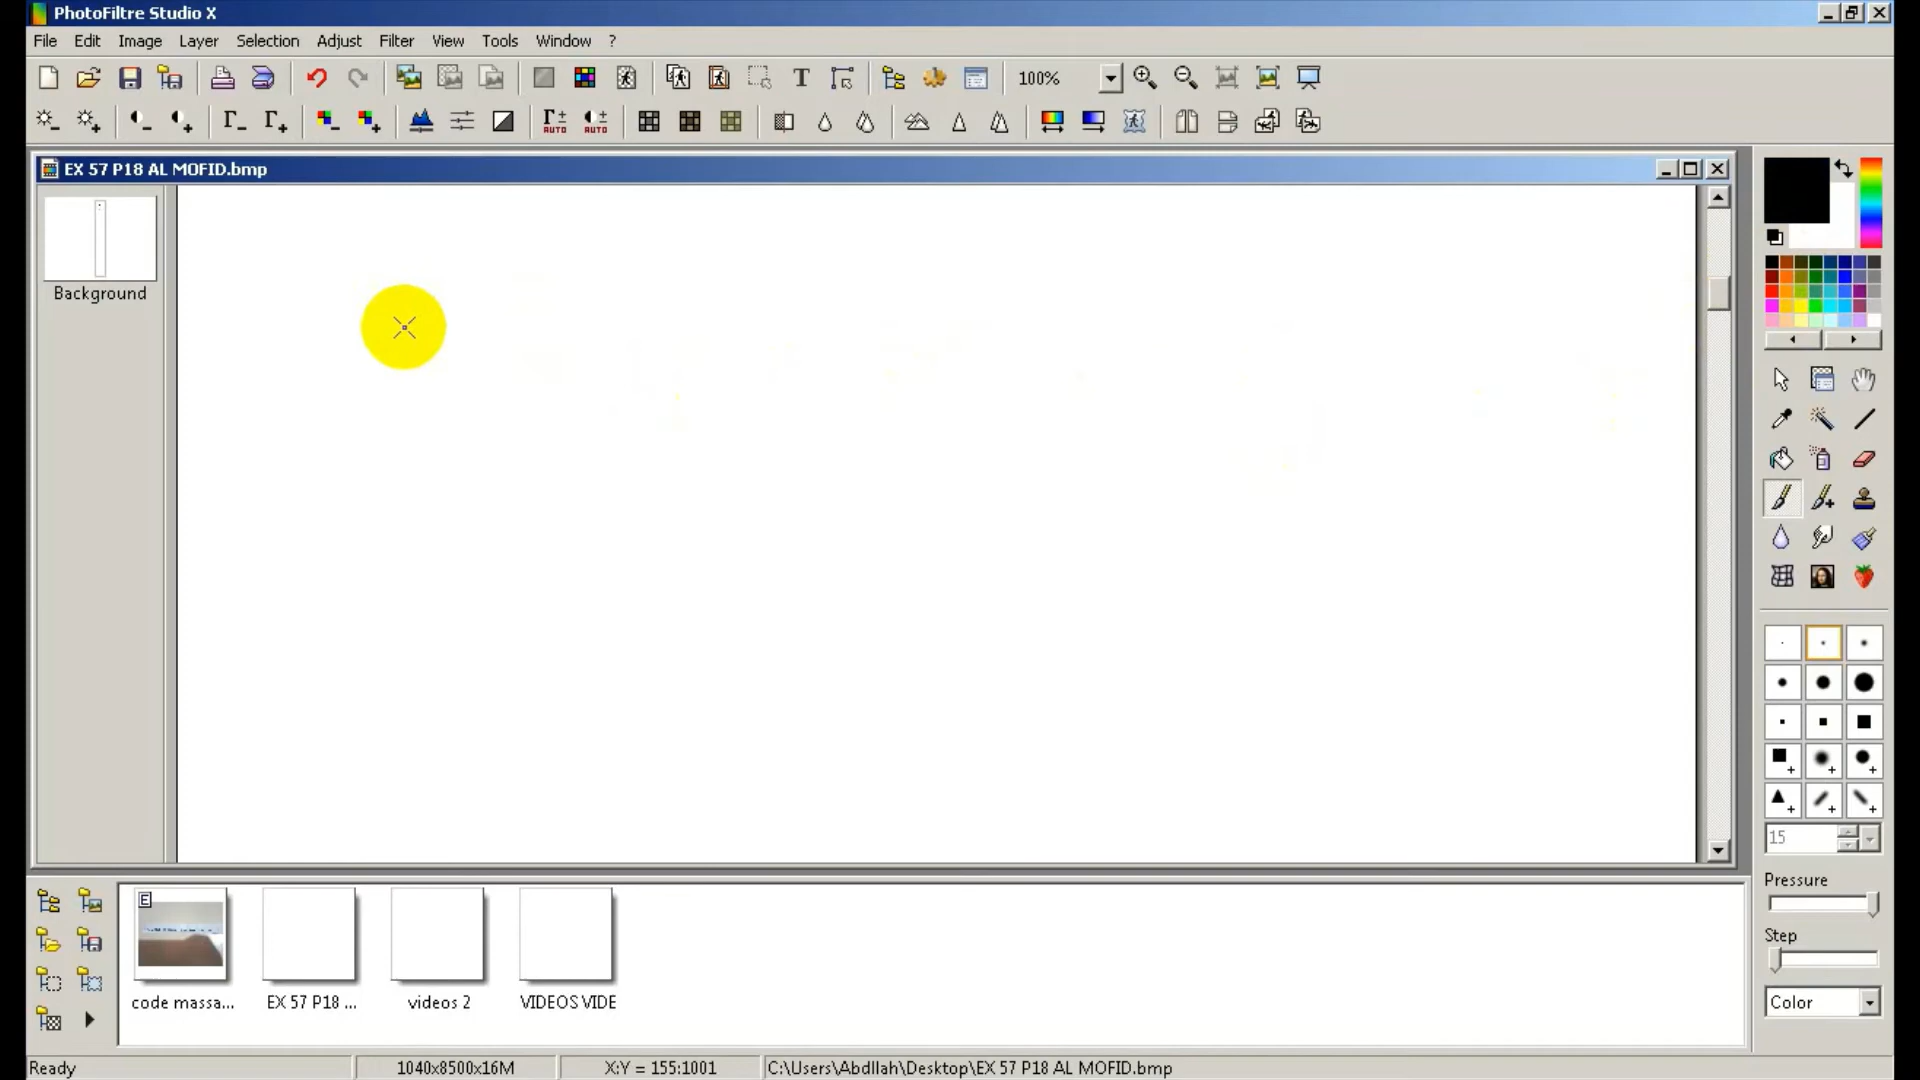 PhotoFiltre Studio X
File Edit Image Layer Selection Adjust Filter View Tools Window ?
T 100%
AUTO AUTO
EX 57 P18 AL MOFID.bmp
Background
15
Pressure
Step
Color
E
code massa... EX 57 P18 ... videos 2 VIDEOS VIDE
Ready 1040x8500x16M X:Y = 155:1001 C:\Users\Abdllah\Desktop\EX 57 P18 AL MOFID.bmp